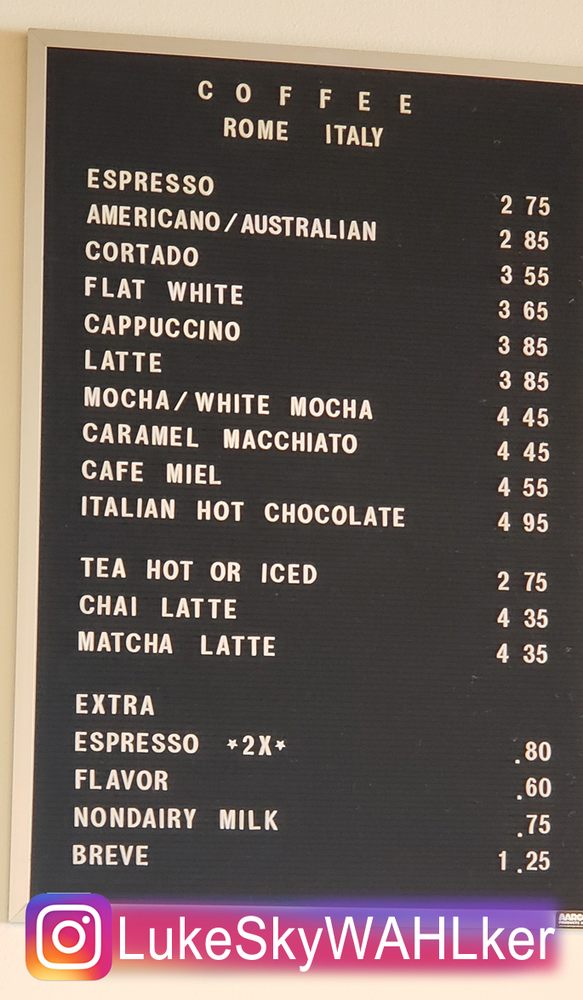 COFFEE
ROME ITALY
ESPRESSO 2 75
AMERICANO/AUSTRALIAN 2 85
CORTADO 3 55
FLAT WHITE 3 65
CAPPUCCINO 3 85
LATTE 3 85
MOCHA/WHITE MOCHA 4 45
CARAMEL MACCHIATO 4 45
CAFE MIEL 4 55
ITALIAN HOT CHOCOLATE 4 95
TEA HOT OR ICED 2 75
CHAI LATTE 4 35
MATCHA LATTE 4 35
EXTRA
ESPRESSO *2X* .80
FLAVOR .60
NONDAIRY MILK .75
BREVE 1.25
LukeSkyWAHLker